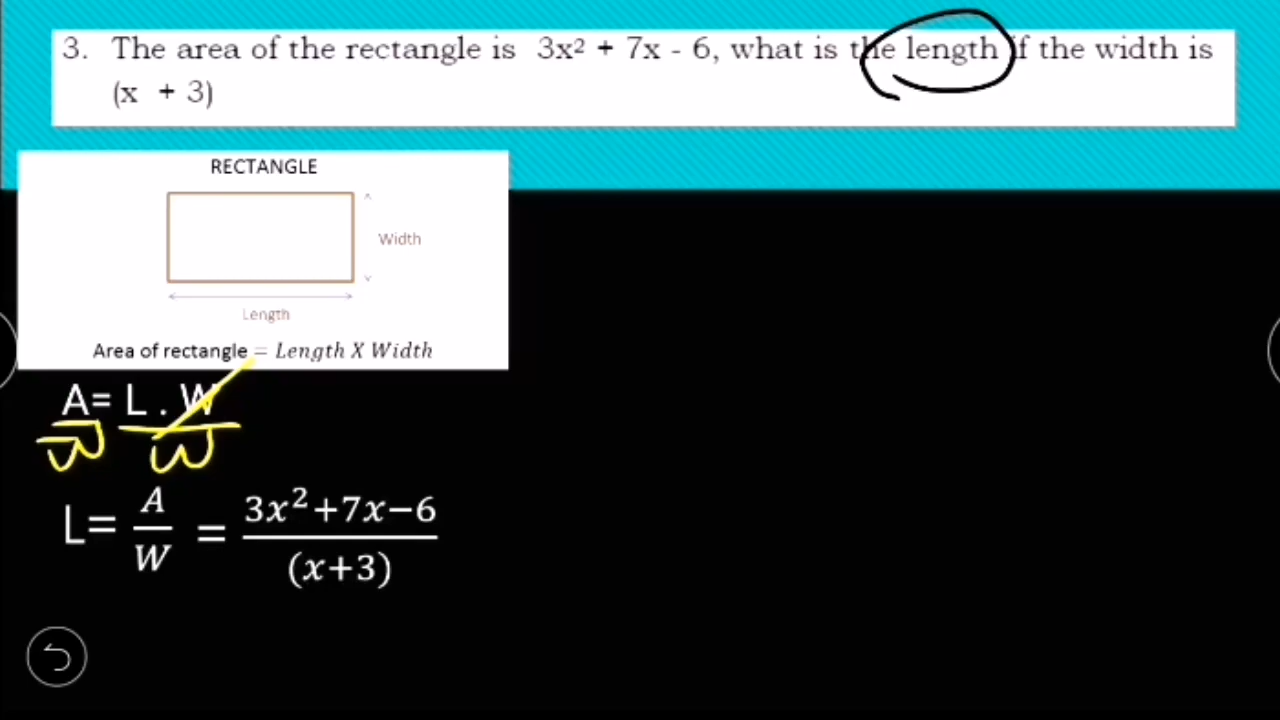 3. The area of the rectangle is 3x² + 7x - 6, what is the length if the width is
(x + 3)
RECTANGLE
Width
Length
Area of rectangle = Length X Width
A= L . W
W W
L= A/W = 3x²+7x−6/(x+3)